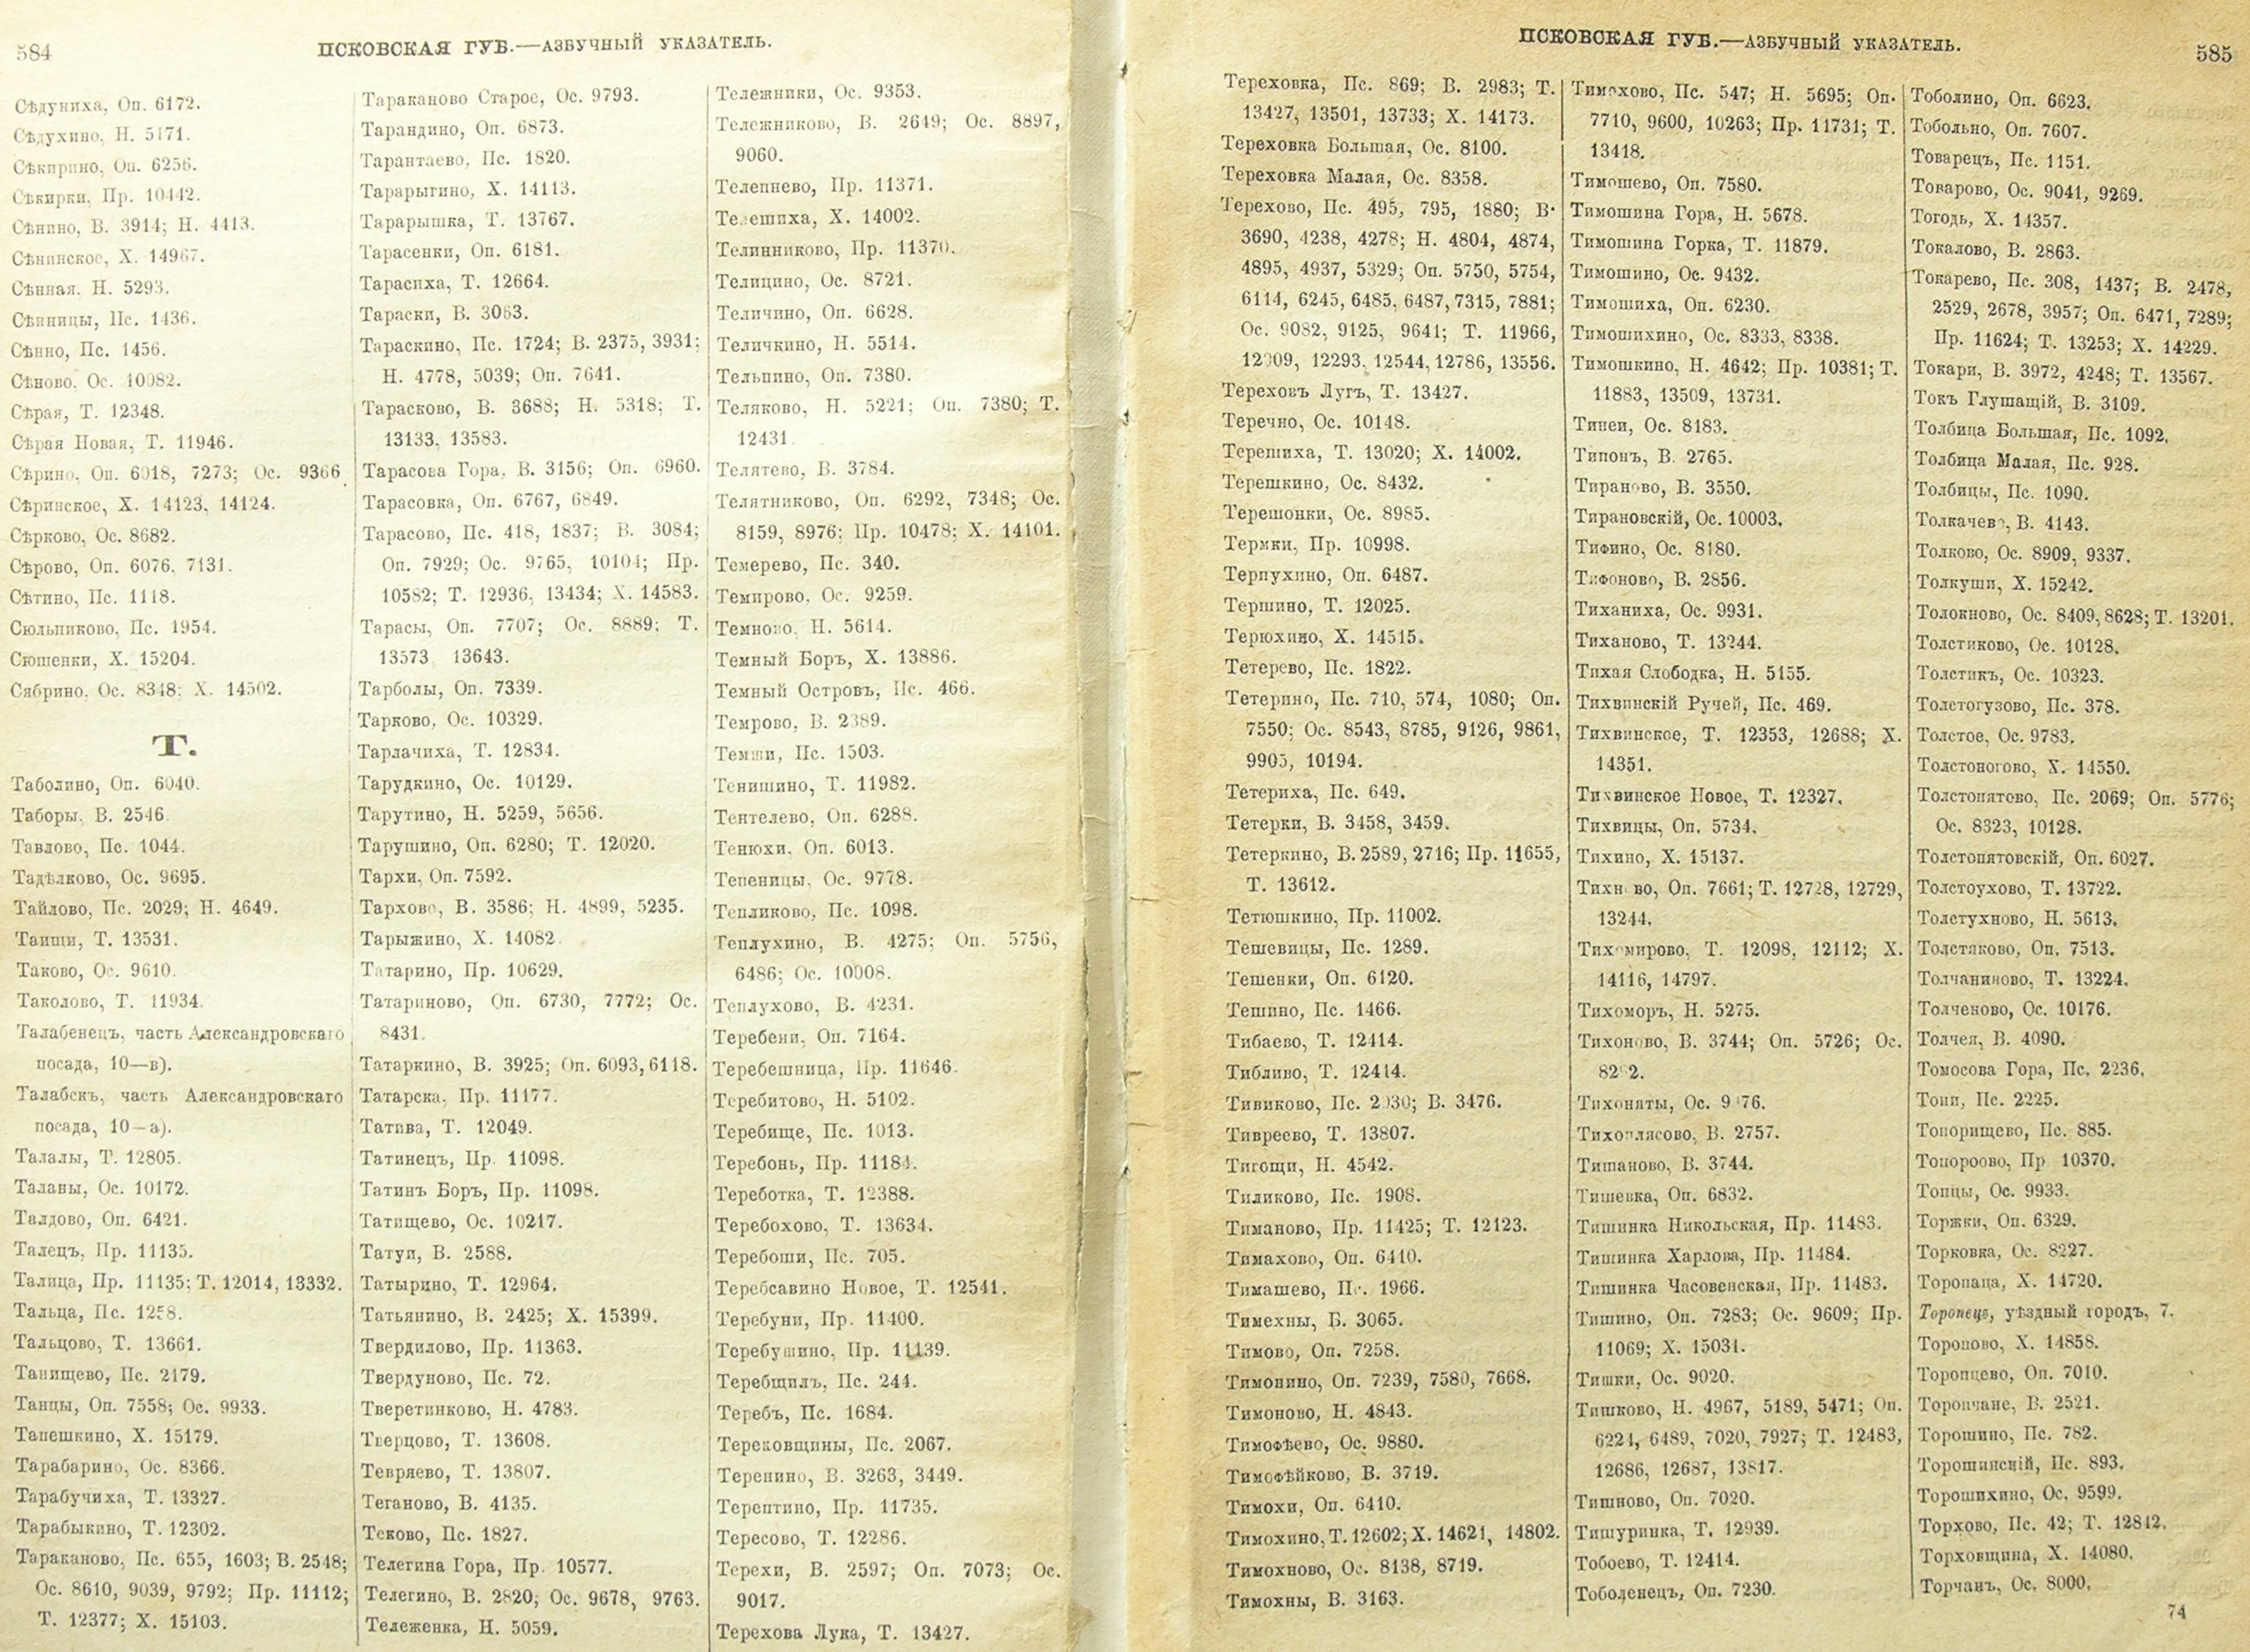 584
ПСКОВСКАЯ ГУБ.—АЗБУЧНЫЙ УКАЗАТЕЛЬ.
Сѣдуниха, Оп. 6172.
Сѣдухино, Н. 5171.
Сѣкирино, Оп. 6256.
Сѣкирки, Пр. 10442.
Сѣнино, В. 3914; Н. 4413.
Сѣнинское, Х. 14967.
Сѣнная, Н. 5293.
Сѣнницы, Пс. 1436.
Сѣнно, Пс. 1456.
Сѣново, Ос. 10082.
Сѣрая, Т. 12348.
Сѣрая Новая, Т. 11946.
Сѣрино, Оп. 6018, 7273; Ос. 9366
Сѣринское, Х. 14123, 14124.
Сѣрково, Ос. 8682.
Сѣрово, Оп. 6076, 7131.
Сѣтино, Пс. 1118.
Сюльниково, Пс. 1954.
Сюшенки, Х. 15204.
Сябрино, Ос. 8348; Х. 14502.
Т.
Таболино, Оп. 6040.
Таборы, В. 2546
Тавлово, Пс. 1044.
Тадѣлково, Ос. 9695.
Тайлово, Пс. 2029; Н. 4649.
Таищи, Т. 13531.
Таково, Ос. 9610.
Таколово, Т. 11934.
Талабенецъ, часть Александровскаго
посада, 10—в).
Талабскъ, часть Александровскаго
посада, 10—а).
Талалы, Т. 12805.
Таланы, Ос. 10172.
Талдово, Оп. 6421.
Талецъ, Пр. 11135.
Талица, Пр. 11135; Т. 12014, 13332.
Тальца, Пс. 1258.
Тальцово, Т. 13661.
Танищево, Пс. 2179.
Танцы, Оп. 7558; Ос. 9933.
Тапешкино, Х. 15179.
Тарабарино, Ос. 8366.
Тарабучиха, Т. 13327.
Тарабыкино, Т. 12302.
Тараканово, Пс. 655, 1603; В. 2548;
Ос. 8610, 9039, 9792; Пр. 11112;
Т. 12377; Х. 15103.
Тараканово Старое, Ос. 9793.
Тарандино, Оп. 6873.
Тарантаево, Пс. 1820.
Тарарыгино, Х. 14113.
Тарарышка, Т. 13767.
Тарасенки, Оп. 6181.
Тарасиха, Т. 12664.
Тараски, В. 3063.
Тараскино, Пс. 1724; В. 2375, 3931;
Н. 4778, 5039; Оп. 7641.
Тарасково, В. 3688; Н. 5318; Т.
13133, 13583.
Тарасова Гора, В. 3156; Оп. 6960.
Тарасовка, Оп. 6767, 6849.
Тарасово, Пс. 418, 1837; В. 3084;
Оп. 7929; Ос. 9765, 10104; Пр.
10582; Т. 12936, 13434; Х. 14583.
Тарасы, Оп. 7707; Ос. 8889; Т.
13573 13643.
Тарболы, Оп. 7339.
Тарково, Ос. 10329.
Тарлачиха, Т. 12834.
Тарудкино, Ос. 10129.
Тарутино, Н. 5259, 5656.
Тарушино, Оп. 6280; Т. 12020.
Тархи, Оп. 7592.
Тархово, В. 3586; Н. 4899, 5235.
Тарыжино, Х. 14082.
Татарино, Пр. 10629.
Татариново, Оп. 6730, 7772; Ос.
8431.
Татаркино, В. 3925; Оп. 6093, 6118.
Татарска, Пр. 11177.
Татива, Т. 12049.
Татинецъ, Пр. 11098.
Татинъ Боръ, Пр. 11098.
Татищево, Ос. 10217.
Татуи, В. 2588.
Татырино, Т. 12964.
Татьянино, В. 2425; Х. 15399.
Твердилово, Пр. 11363.
Твердуново, Пс. 72.
Тверетинково, Н. 4783.
Тверцово, Т. 13608.
Тевряево, Т. 13807.
Теганово, В. 4135.
Теково, Пс. 1827.
Телегина Гора, Пр. 10577.
Телегино, В. 2820; Ос. 9678, 9763.
Тележенка, Н. 5059.
Тележники, Ос. 9353.
Тележниково, В. 2649; Ос. 8897,
9060.
Телепнево, Пр. 11371.
Телешиха, Х. 14002.
Телинниково, Пр. 11370.
Телицино, Ос. 8721.
Теличино, Оп. 6628.
Теличкино, Н. 5514.
Тельпино, Оп. 7380.
Теляково, Н. 5221; Оп. 7380; Т.
12431.
Телятево, В. 3784.
Телятниково, Оп. 6292, 7348; Ос.
8159, 8976; Пр. 10478; Х. 14101.
Темерево, Пс. 340.
Темирово, Ос. 9259.
Темново, Н. 5614.
Темный Боръ, Х. 13886.
Темный Островъ, Пс. 466.
Темрово, В. 2389.
Темши, Пс. 1503.
Тенишино, Т. 11982.
Тентелево, Оп. 6288.
Тенюхи, Оп. 6013.
Тепеницы, Ос. 9778.
Тепликово, Пс. 1098.
Теплухино, В. 4275; Оп. 5756,
6486; Ос. 10008.
Теплухово, В. 4231.
Теребени, Оп. 7164.
Теребешница, Пр. 11646.
Теребитово, Н. 5102.
Теребище, Пс. 1013.
Теребонь, Пр. 11184.
Тереботка, Т. 12388.
Теребохово, Т. 13634.
Теребоши, Пс. 705.
Теребсавино Новое, Т. 12541.
Теребуни, Пр. 11400.
Теребушино, Пр. 11139.
Теребщилъ, Пс. 244.
Теребъ, Пс. 1684.
Терековщины, Пс. 2067.
Теренино, В. 3263, 3449.
Терентино, Пр. 11735.
Тересово, Т. 12286.
Терехи, В. 2597; Оп. 7073; Ос.
9017.
Терехова Лука, Т. 13427.
ПСКОВСКАЯ ГУБ.—АЗБУЧНЫЙ УКАЗАТЕЛЬ.
585
Тереховка, Пс. 869; В. 2983; Т.
13427, 13501, 13733; Х. 14173.
Тереховка Большая, Ос. 8100.
Тереховка Малая, Ос. 8358.
Терехово, Пс. 495, 795, 1880; В.
3690, 4238, 4278; Н. 4804, 4874,
4895, 4937, 5329; Оп. 5750, 5754,
6114, 6245, 6485, 6487, 7315, 7881;
Ос. 9082, 9125, 9641; Т. 11966,
12009, 12293, 12544, 12786, 13556.
Тереховъ Лугъ, Т. 13427.
Теречно, Ос. 10148.
Терешиха, Т. 13020; Х. 14002.
Терешкино, Ос. 8432.
Терешонки, Ос. 8985.
Термки, Пр. 10998.
Терпухино, Оп. 6487.
Тершино, Т. 12025.
Терюхино, Х. 14515.
Тетерево, Пс. 1822.
Тетерино, Пс. 710, 574, 1080; Оп.
7550; Ос. 8543, 8785, 9126, 9861,
9905, 10194.
Тетериха, Пс. 649.
Тетерки, В. 3458, 3459.
Тетеркино, В. 2589, 2716; Пр. 11655,
Т. 13612.
Тетюшкино, Пр. 11002.
Тешевицы, Пс. 1289.
Тешенки, Оп. 6120.
Тешино, Пс. 1466.
Тибаево, Т. 12414.
Тибливо, Т. 12414.
Тивиково, Пс. 2030; В. 3476.
Тивреево, Т. 13807.
Тигощи, Н. 4542.
Тиликово, Пс. 1908.
Тиманово, Пр. 11425; Т. 12123.
Тимахово, Оп. 6410.
Тимашево, Пс. 1966.
Тимехны, В. 3065.
Тимово, Оп. 7258.
Тимонино, Оп. 7239, 7580, 7668.
Тимоново, Н. 4843.
Тимоѳѣево, Ос. 9880.
Тимоѳѣйково, В. 3719.
Тимохи, Оп. 6410.
Тимохино, Т. 12602; Х. 14621, 14802.
Тимохново, Ос. 8138, 8719.
Тимохны, В. 3163.
Тимохово, Пс. 547; Н. 5695; Оп.
7710, 9600, 10263; Пр. 11731; Т.
13418.
Тимошево, Оп. 7580.
Тимошина Гора, Н. 5678.
Тимошина Горка, Т. 11879.
Тимошино, Ос. 9432.
Тимошиха, Оп. 6230.
Тимошихино, Ос. 8333, 8338.
Тимошкино, Н. 4642; Пр. 10381; Т.
11883, 13509, 13731.
Типеи, Ос. 8183.
Типонъ, В. 2765.
Тираново, В. 3550.
Тирановскій, Ос. 10003.
Тиѳино, Ос. 8180.
Тиѳоново, В. 2856.
Тиханиха, Ос. 9931.
Тиханово, Т. 13244.
Тихая Слободка, Н. 5155.
Тихвинскій Ручей, Пс. 469.
Тихвинское, Т. 12353, 12688; Х.
14351.
Тихвинское Новое, Т. 12327.
Тихвицы, Оп. 5734.
Тихино, Х. 15137.
Тихново, Оп. 7661; Т. 12728, 12729,
13244.
Тихомирово, Т. 12098, 12112; Х.
14116, 14797.
Тихоморъ, Н. 5275.
Тихоново, В. 3744; Оп. 5726; Ос.
Тихоняты, Ос.
Тихоплясово, В. 2757.
Тишаново, В. 3744.
Тишевка, Оп. 6832.
Тишинка Никольская, Пр. 11483.
Тишинка Харлова, Пр. 11484.
Тишинка Часовенская, Пр. 11483.
Тишино, Оп. 7283; Ос. 9609; Пр.
11069; Х. 15031.
Тишки, Ос. 9020.
Тишково, Н. 4967, 5189, 5471; Оп.
6224, 6489, 7020, 7927; Т. 12483,
12686, 12687, 13817.
Тишново, Оп. 7020.
Тишуринка, Т. 12939.
Тобоево, Т. 12414.
Тоболенецъ, Оп. 7230.
Тоболино, Оп. 6623.
Тобольно, Оп. 7607.
Товарецъ, Пс. 1151.
Товарово, Ос. 9041, 9269.
Тогодь, Х. 14357.
Токалово, В. 2863.
Токарево, Пс. 308, 1437; В. 2478,
2529, 2678, 3957; Оп. 6471, 7289;
Пр. 11624; Т. 13253; Х. 14229.
Токари, В. 3972, 4248; Т. 13567.
Токъ Глушащій, В. 3109.
Толбица Большая, Пс. 1092.
Толбица Малая, Пс. 928.
Толбицы, Пс. 1090.
Толкачево, В. 4143.
Толково, Ос. 8909, 9337.
Толкуши, Х. 15242.
Толокново, Ос. 8409, 8628; Т. 13201.
Толстиково, Ос. 10128.
Толстикъ, Ос. 10323.
Толстогузово, Пс. 378.
Толстое, Ос. 9783.
Толстоногово, Х. 14550.
Толстопятово, Пс. 2069; Оп. 5776;
Ос. 8323, 10128.
Толстопятовскій, Оп. 6027.
Толстоухово, Т. 13722.
Толстухново, Н. 5613.
Толстяково, Оп. 7513.
Толчаниново, Т. 13224.
Толченово, Ос. 10176.
Толчея, В. 4090.
Томосова Гора, Пс. 2236.
Тони, Пс. 2225.
Топорищево, Пс. 885.
Топороово, Пр 10370.
Топцы, Ос. 9933.
Торжки, Оп. 6329.
Торковка, Ос. 8227.
Торопаца, Х. 14720.
Торопецъ, уѣздный городъ, 7.
Торопово, Х. 14858.
Торопцево, Оп. 7010.
Торопчане, В. 2521.
Торошино, Пс. 782.
Торошинскій, Пс. 893.
Торошихино, Ос. 9599.
Торхово, Пс. 42; Т. 12842.
Торховщина, Х. 14080.
Торчанъ, Ос. 8000.
74